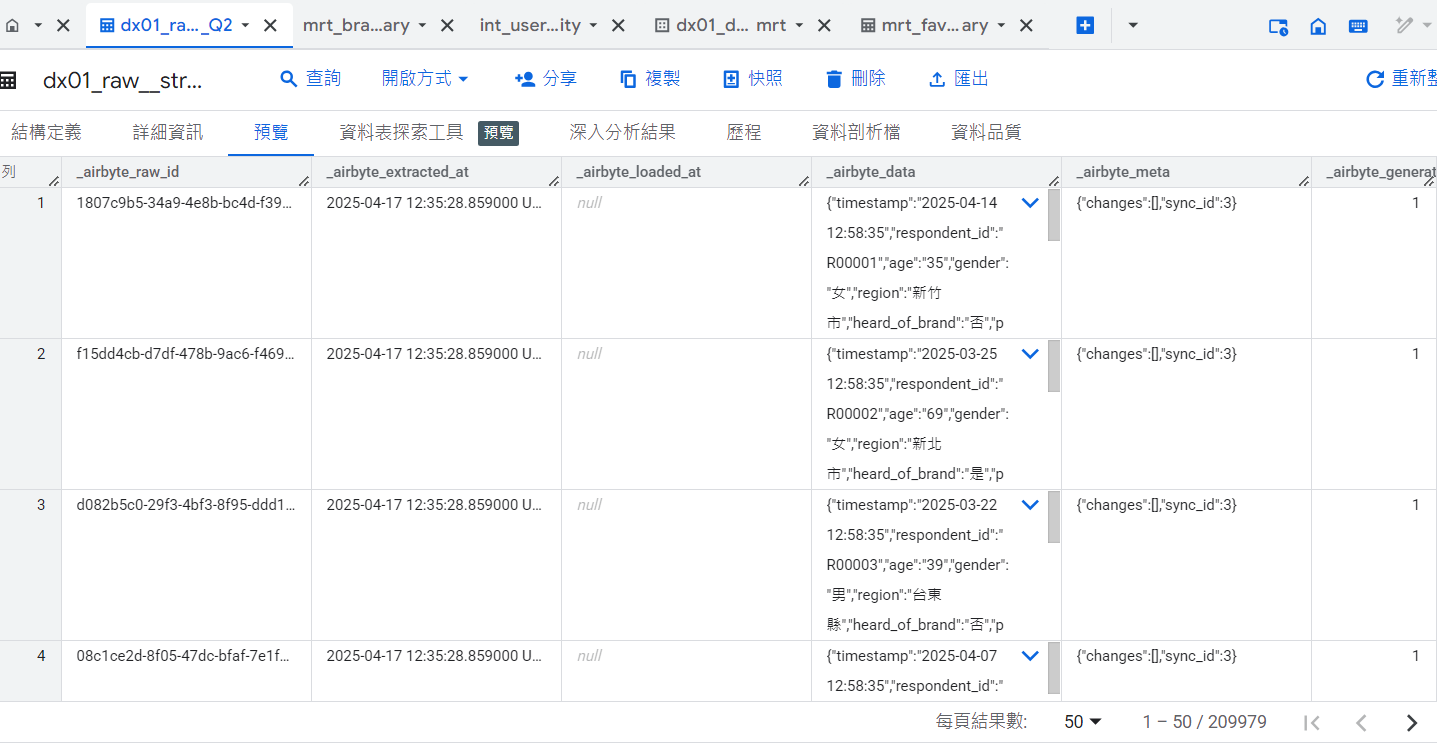 dx01_ra..._Q2 mrt_bra...ary int_user...ity dx01_d... mrt mrt_fav...ary
dx01_raw__str... 查詢 開啟方式 分享 複製 快照 刪除 匯出 重新整
結構定義 詳細資訊 預覽 資料表探索工具 預覽 深入分析結果 歷程 資料剖析檔 資料品質
列 _airbyte_raw_id _airbyte_extracted_at _airbyte_loaded_at _airbyte_data _airbyte_meta _airbyte_generat
1 1807c9b5-34a9-4e8b-bc4d-f39... 2025-04-17 12:35:28.859000 U... null {"timestamp":"2025-04-14 {"changes":[],"sync_id":3} 1
12:58:35","respondent_id":"
R00001","age":"35","gender":
"女","region":"新竹
市","heard_of_brand":"否","p
2 f15dd4cb-d7df-478b-9ac6-f469... 2025-04-17 12:35:28.859000 U... null {"timestamp":"2025-03-25 {"changes":[],"sync_id":3} 1
12:58:35","respondent_id":"
R00002","age":"69","gender":
"女","region":"新北
市","heard_of_brand":"是","p
3 d082b5c0-29f3-4bf3-8f95-ddd1... 2025-04-17 12:35:28.859000 U... null {"timestamp":"2025-03-22 {"changes":[],"sync_id":3} 1
12:58:35","respondent_id":"
R00003","age":"39","gender":
"男","region":"台東
縣","heard_of_brand":"否","p
4 08c1ce2d-8f05-47dc-bfaf-7e1f... 2025-04-17 12:35:28.859000 U... null {"timestamp":"2025-04-07 {"changes":[],"sync_id":3} 1
12:58:35","respondent_id":"
每頁結果數: 50 1 – 50 / 209979